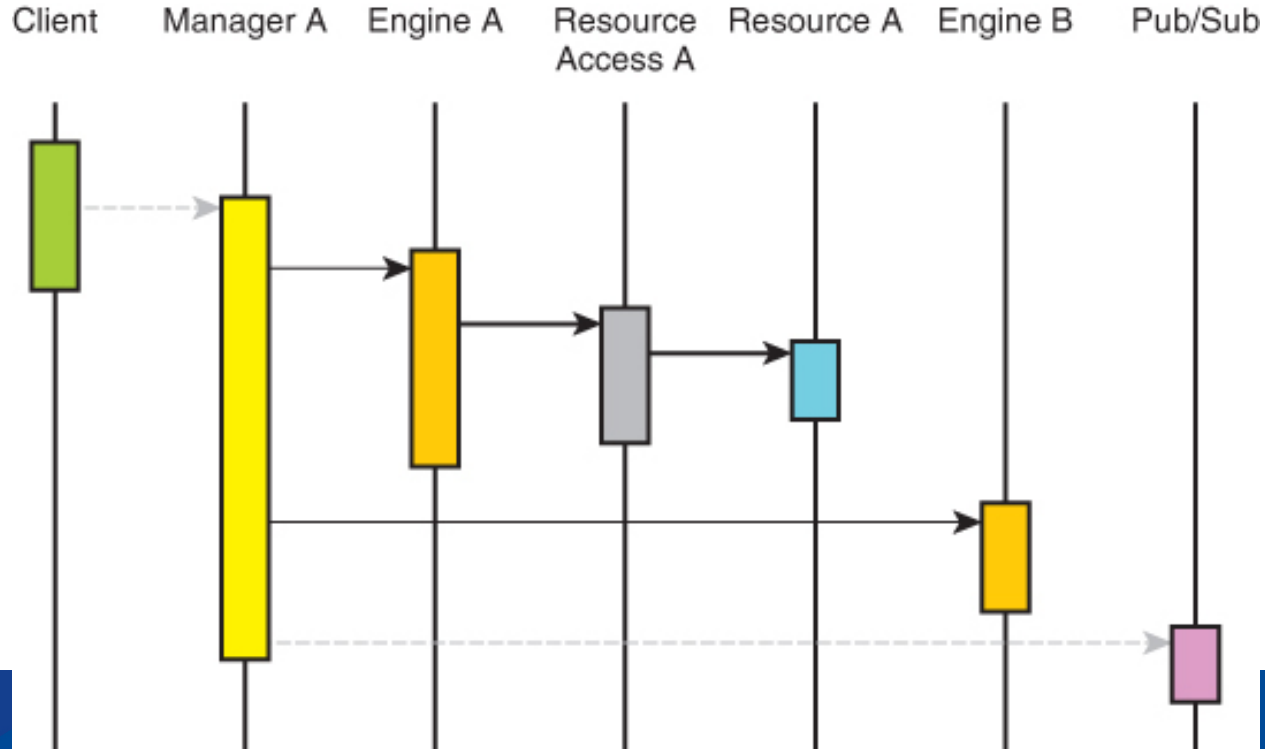 Client
Manager A
Engine A
Resource
Access A
Resource A
Engine B
Pub/Sub